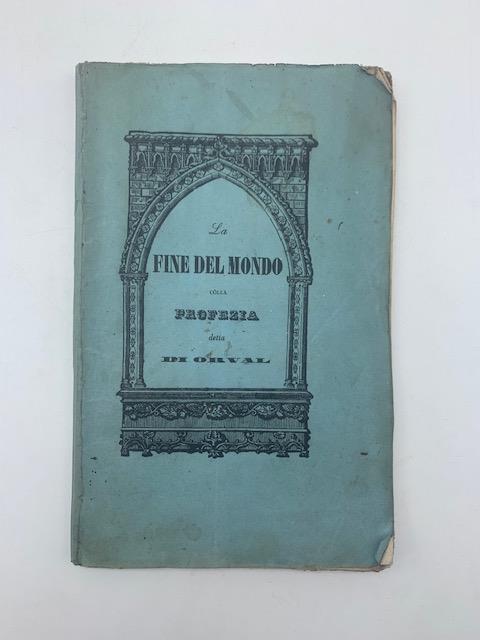 La
FINE DEL MONDO
COLLA
PROFEZIA
detta
DI ORVAL